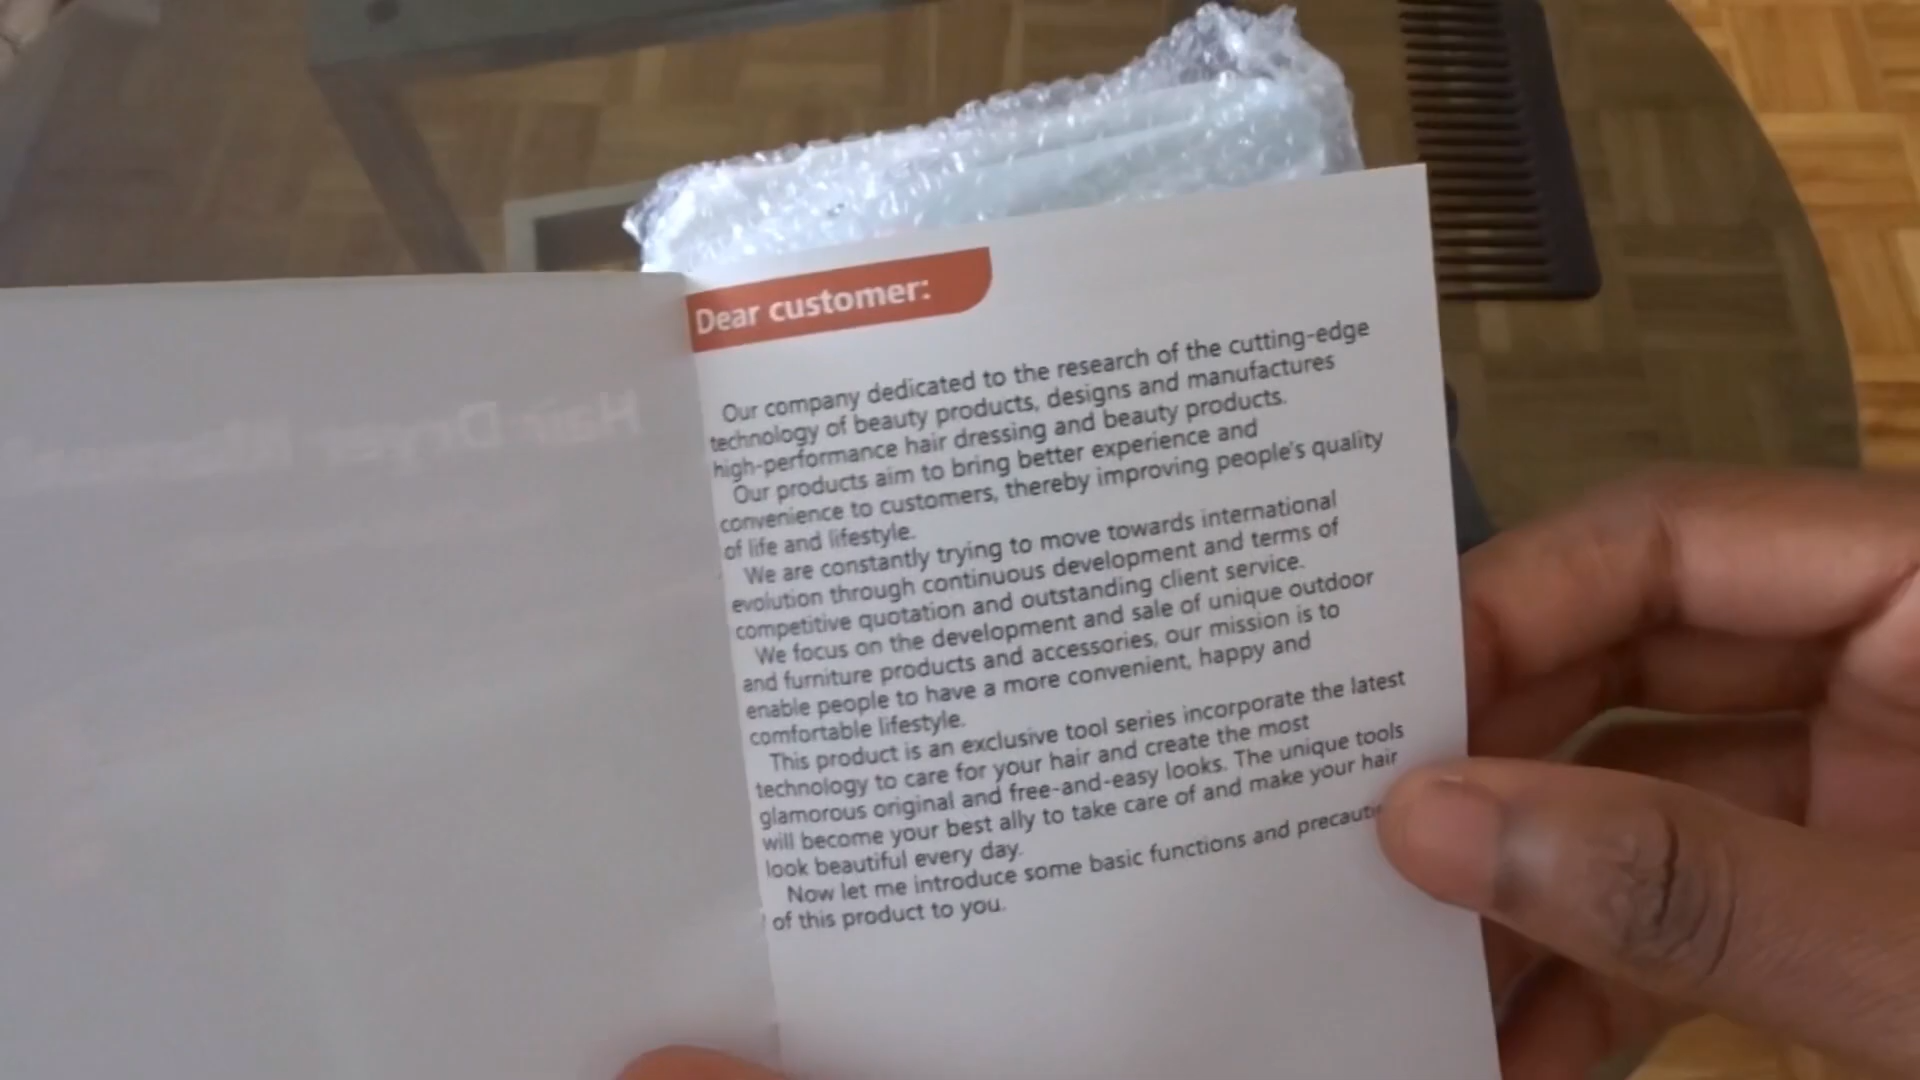 Dear customer:
Our company dedicated to the research of the cutting-edge
technology of beauty products, designs and manufactures
high-performance hair dressing and beauty products.
Our products aim to bring better experience and
convenience to customers, thereby improving people's quality
of life and lifestyle.
We are constantly trying to move towards international
evolution through continuous development and terms of
competitive quotation and outstanding client service.
We focus on the development and sale of unique outdoor
and furniture products and accessories, our mission is to
enable people to have a more convenient, happy and
comfortable lifestyle.
This product is an exclusive tool series incorporate the latest
technology to care for your hair and create the most
glamorous original and free-and-easy looks. The unique tools
will become your best ally to take care of and make your hair
look beautiful every day.
Now let me introduce some basic functions and
of this product to you.
Hair Dryer